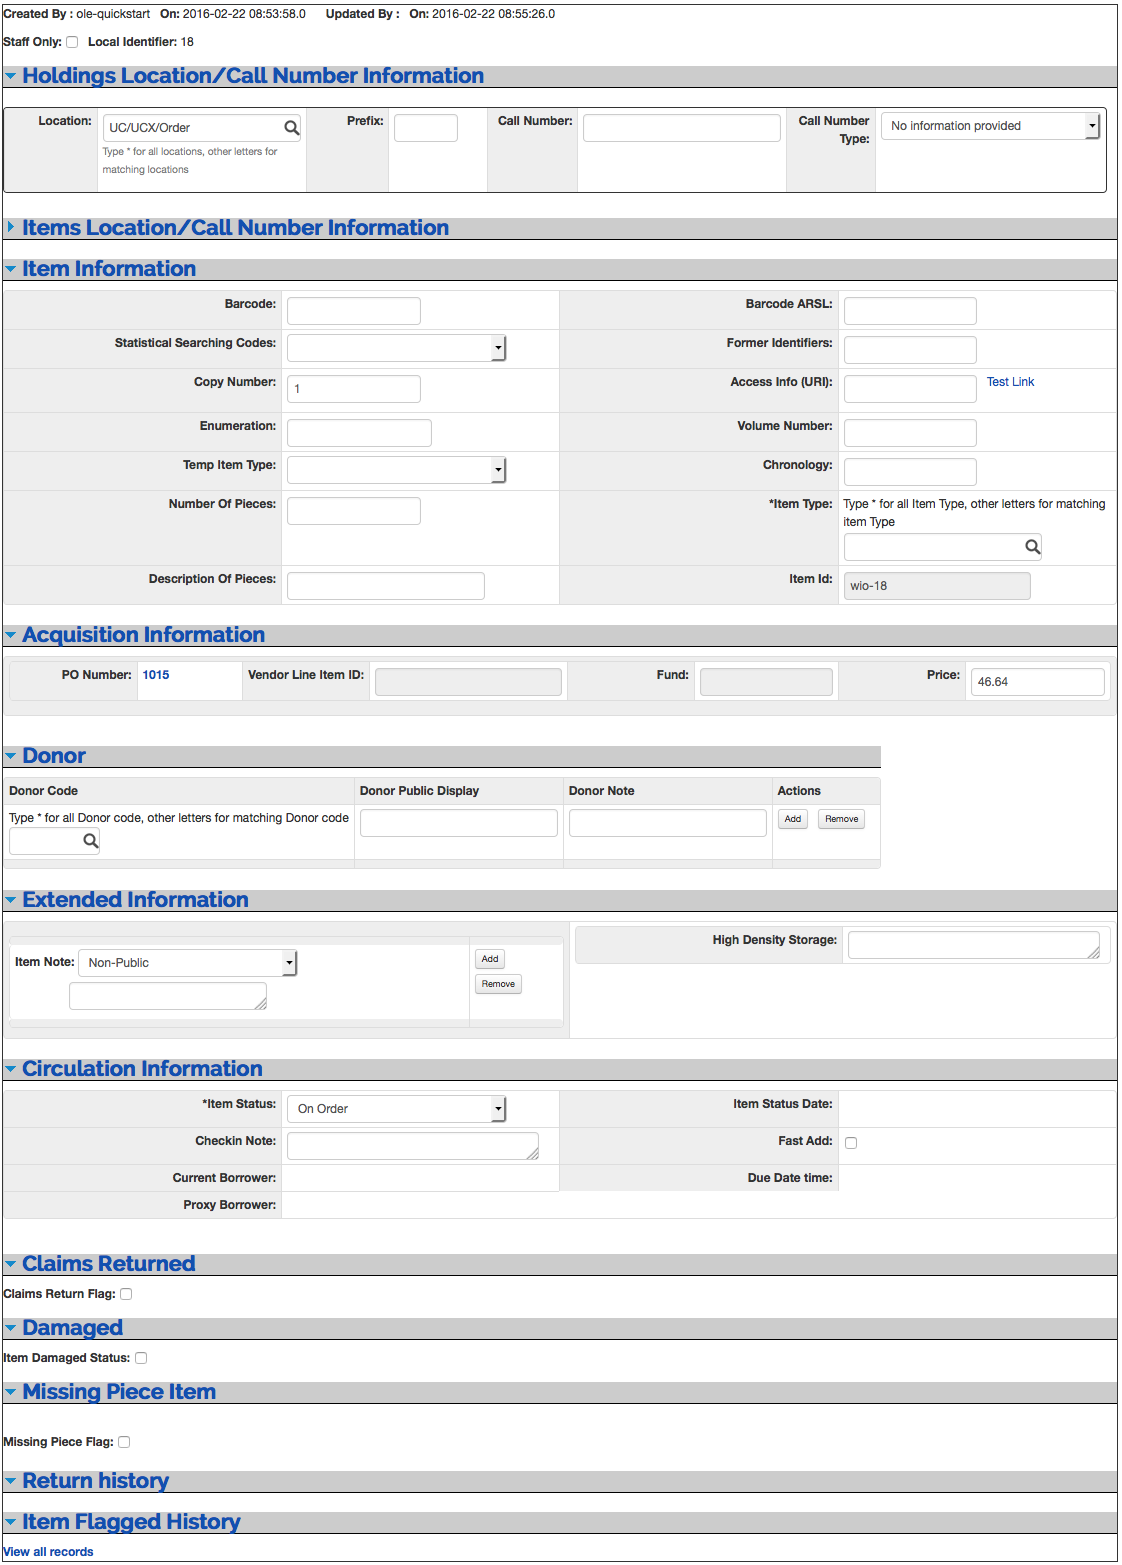 Created By : ole-quickstart On: 2016-02-22 08:53:58.0 Updated By : On: 2016-02-22 08:55:26.0
Staff Only: Local Identifier: 18
Holdings Location/Call Number Information
Location: UC/UCX/Order Prefix: Call Number: Call Number Type: No information provided
Type * for all locations, other letters for
matching locations
Items Location/Call Number Information
Item Information
Barcode: Barcode ARSL:
Statistical Searching Codes: Former Identifiers:
Copy Number: 1 Access Info (URI): Test Link
Enumeration: Volume Number:
Temp Item Type: Chronology:
Number Of Pieces: *Item Type: Type * for all Item Type, other letters for matching
item Type
Description Of Pieces: Item Id: wio-18
Acquisition Information
PO Number: 1015 Vendor Line Item ID: Fund: Price: 46.64
Donor
Donor Code Donor Public Display Donor Note Actions
Type * for all Donor code, other letters for matching Donor code Add Remove
Extended Information
Item Note: Non-Public Add High Density Storage:
Remove
Circulation Information
*Item Status: On Order Item Status Date:
Checkin Note: Fast Add:
Current Borrower: Due Date time:
Proxy Borrower:
Claims Returned
Claims Return Flag:
Damaged
Item Damaged Status:
Missing Piece Item
Missing Piece Flag:
Return history
Item Flagged History
View all records